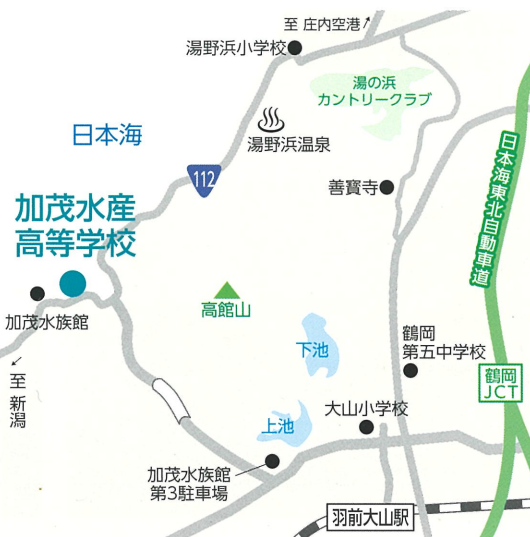 至 庄内空港
湯野浜小学校
湯の浜
カントリークラブ
日本海
湯野浜温泉
112
善寳寺
日本海東北自動車道
加茂水産
高等学校
加茂水族館
高館山
至 新潟
下池
鶴岡
第五中学校
鶴岡
JCT
大山小学校
上池
加茂水族館
第3駐車場
羽前大山駅